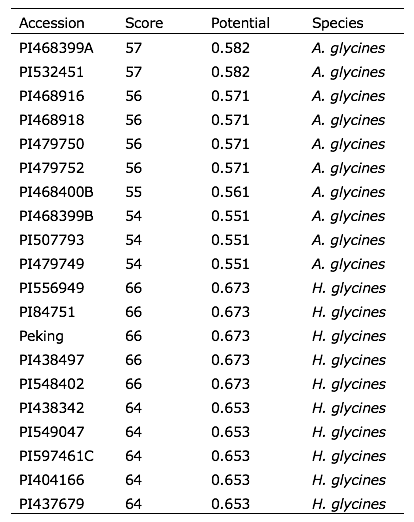 Accession Score Potential Species
PI468399A 57 0.582 A. glycines
PI532451 57 0.582 A. glycines
PI468916 56 0.571 A. glycines
PI468918 56 0.571 A. glycines
PI479750 56 0.571 A. glycines
PI479752 56 0.571 A. glycines
PI468400B 55 0.561 A. glycines
PI468399B 54 0.551 A. glycines
PI507793 54 0.551 A. glycines
PI479749 54 0.551 A. glycines
PI556949 66 0.673 H. glycines
PI84751 66 0.673 H. glycines
Peking 66 0.673 H. glycines
PI438497 66 0.673 H. glycines
PI548402 66 0.673 H. glycines
PI438342 64 0.653 H. glycines
PI549047 64 0.653 H. glycines
PI597461C 64 0.653 H. glycines
PI404166 64 0.653 H. glycines
PI437679 64 0.653 H. glycines